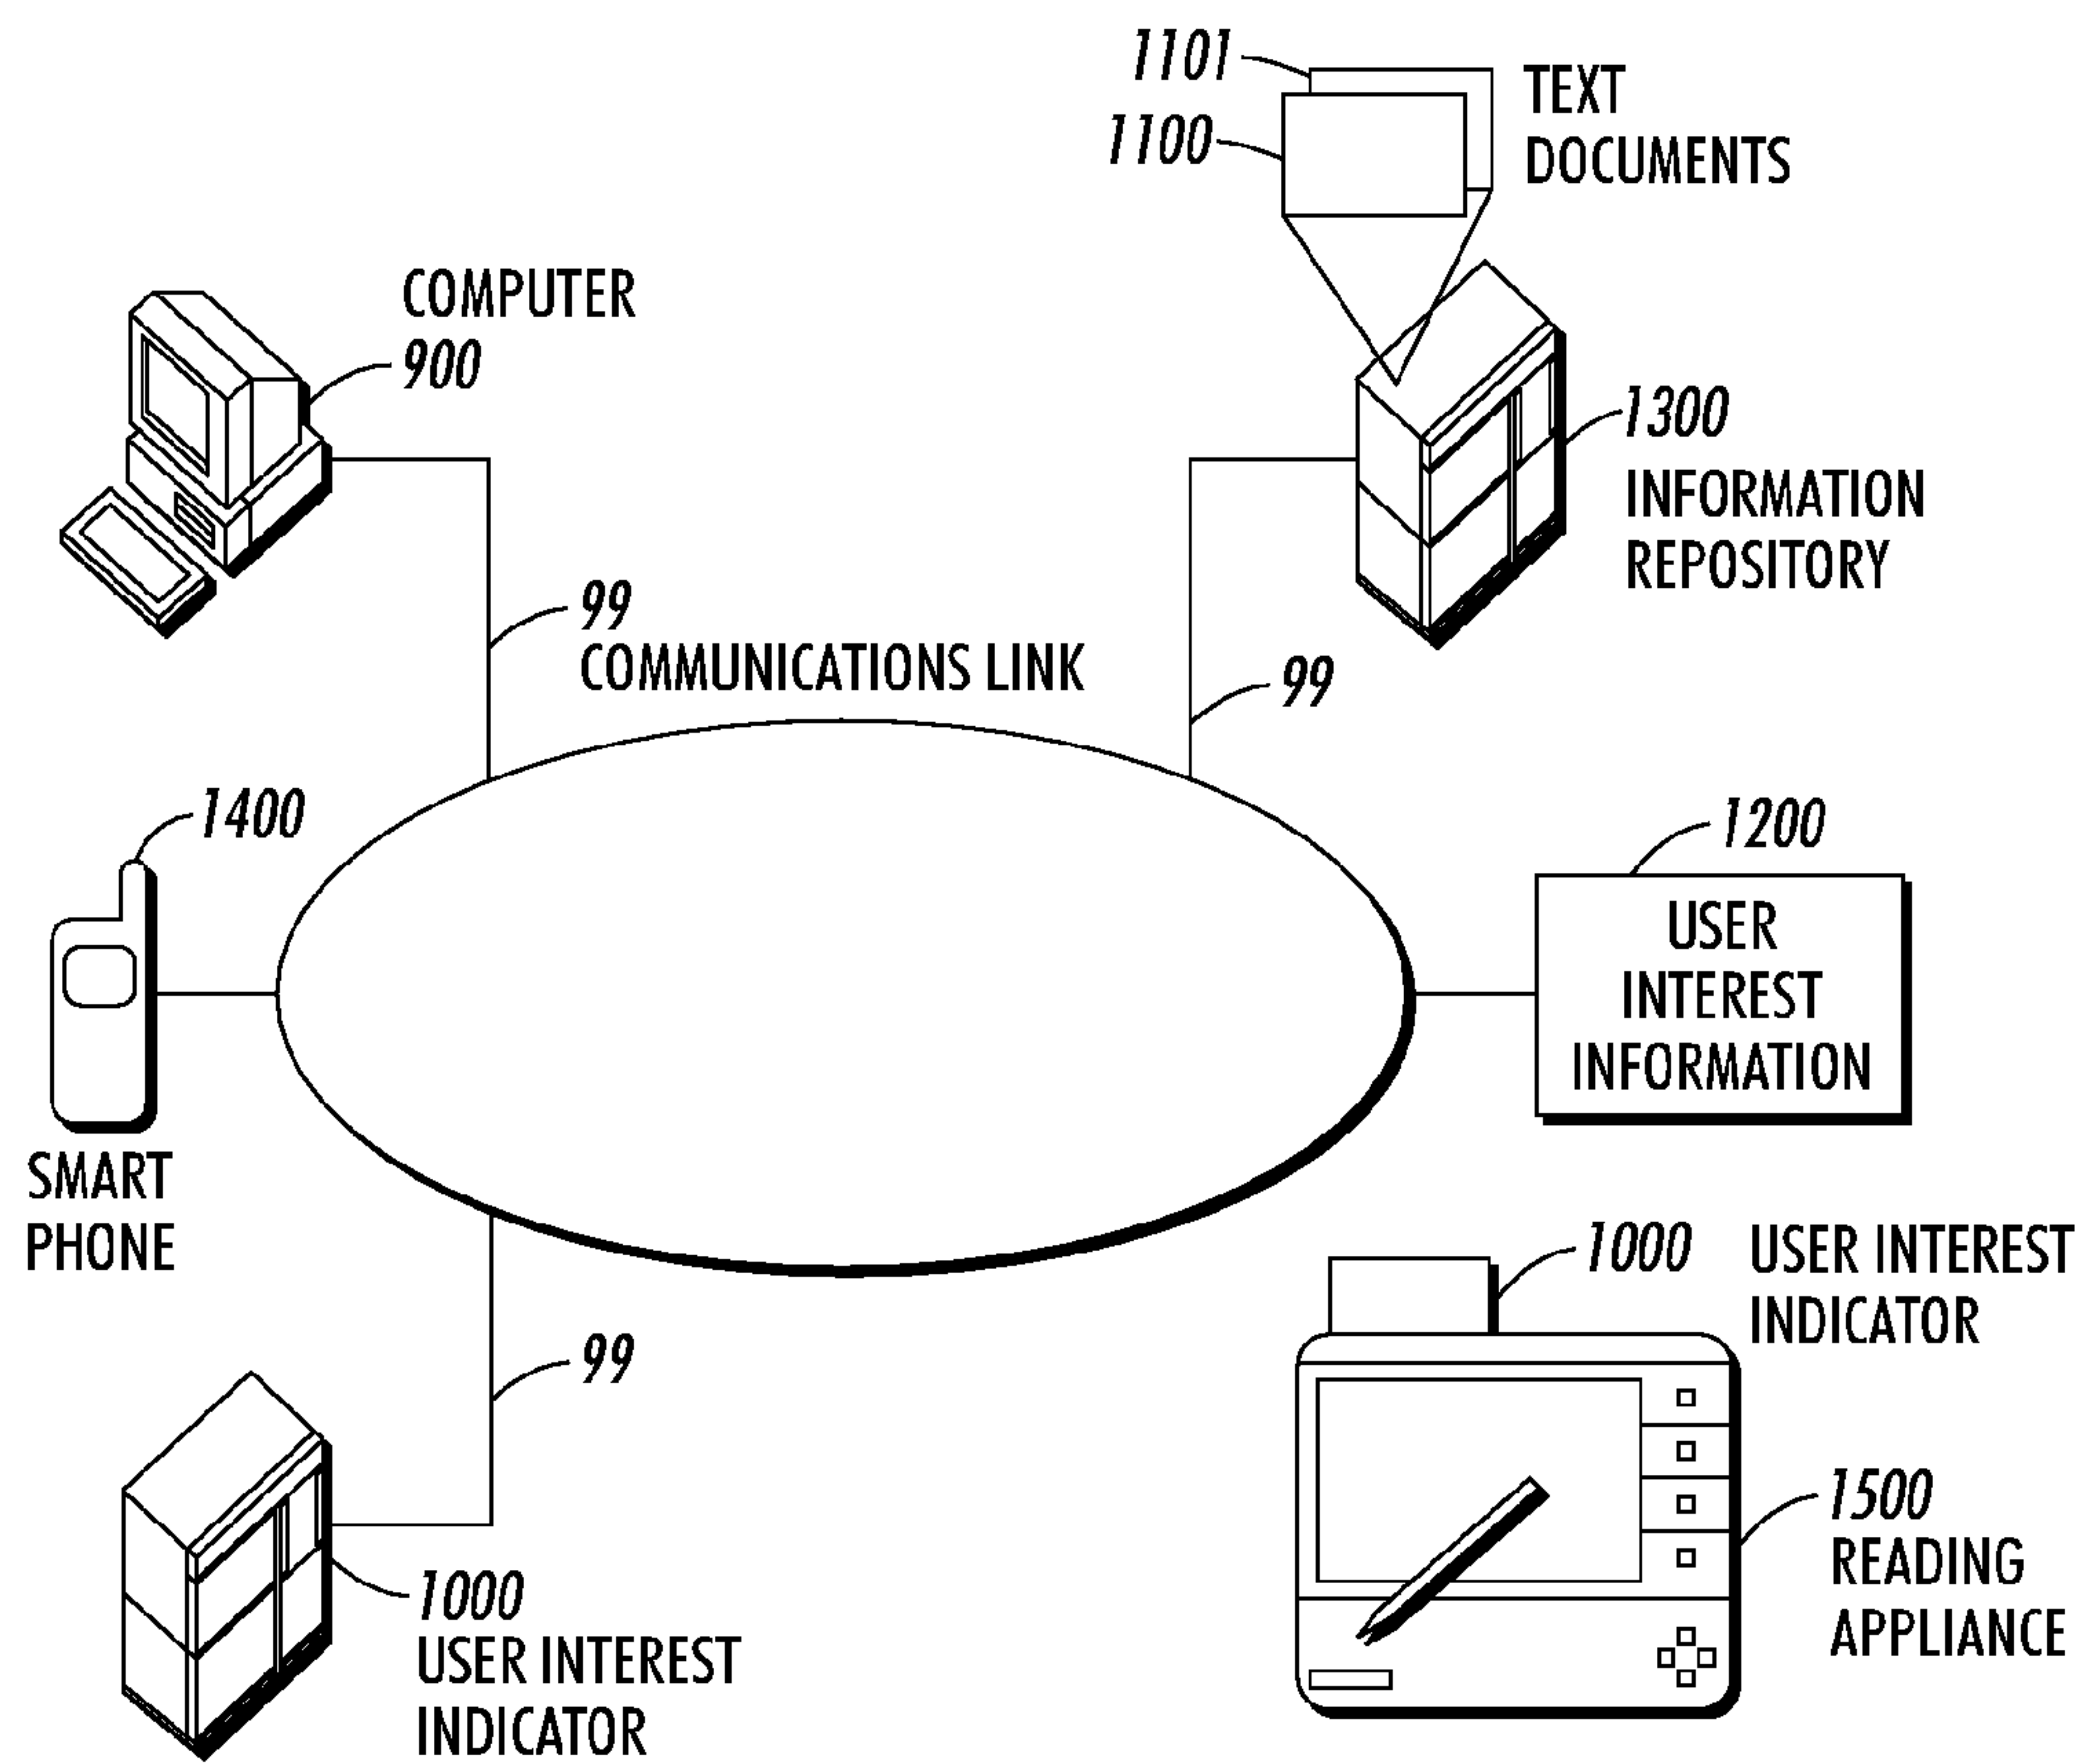 1101
1100
TEXT
DOCUMENTS
COMPUTER
900
1300
INFORMATION
REPOSITORY
99
COMMUNICATIONS LINK
99
1400
SMART
PHONE
1200
USER
INTEREST
INFORMATION
1000
USER INTEREST
INDICATOR
99
1500
READING
APPLIANCE
1000
USER INTEREST
INDICATOR